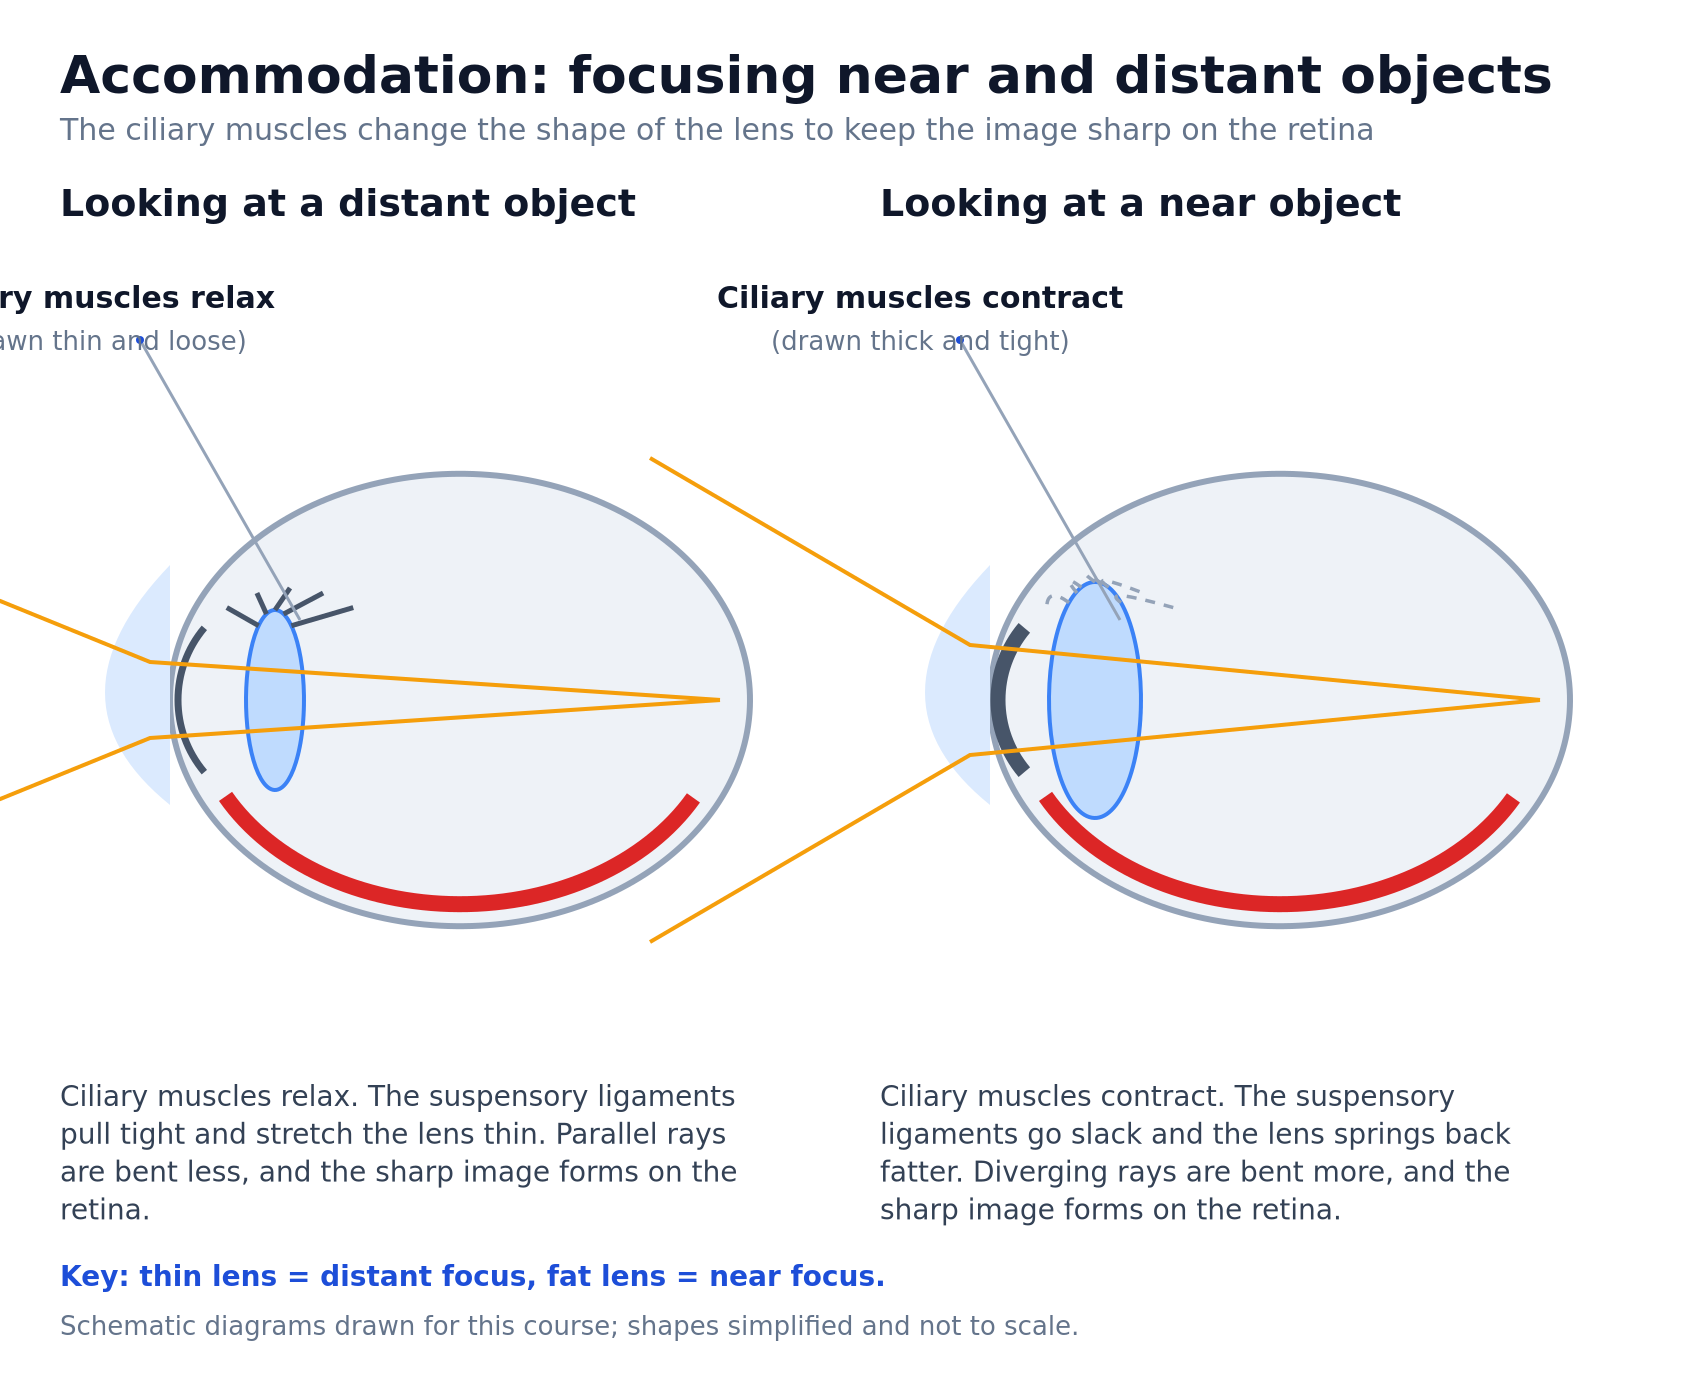 Accommodation: focusing near and distant objects
The ciliary muscles change the shape of the lens to keep the image sharp on the retina
Looking at a distant object
Looking at a near object
ry muscles relax
awn thin and loose)
Ciliary muscles contract
(drawn thick and tight)
Ciliary muscles relax. The suspensory ligaments
pull tight and stretch the lens thin. Parallel rays
are bent less, and the sharp image forms on the
retina.
Ciliary muscles contract. The suspensory
ligaments go slack and the lens springs back
fatter. Diverging rays are bent more, and the
sharp image forms on the retina.
Key: thin lens = distant focus, fat lens = near focus.
Schematic diagrams drawn for this course; shapes simplified and not to scale.